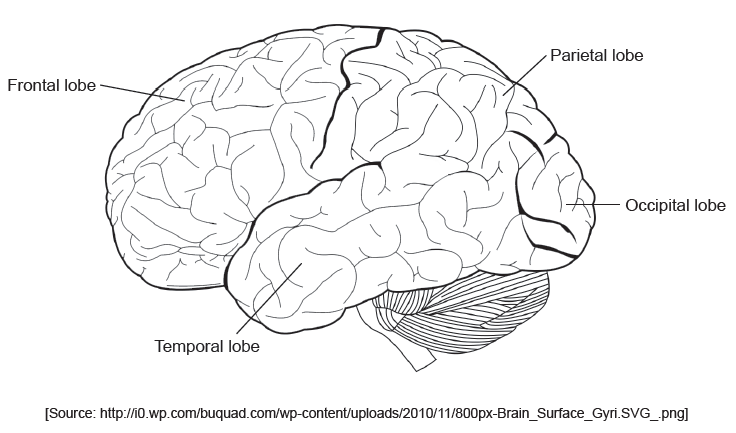 Parietal lobe
Frontal lobe
Occipital lobe
Temporal lobe
[Source: http://i0.wp.com/buquad.com/wp-content/uploads/2010/11/800px-Brain_Surface_Gyri.SVG_.png]